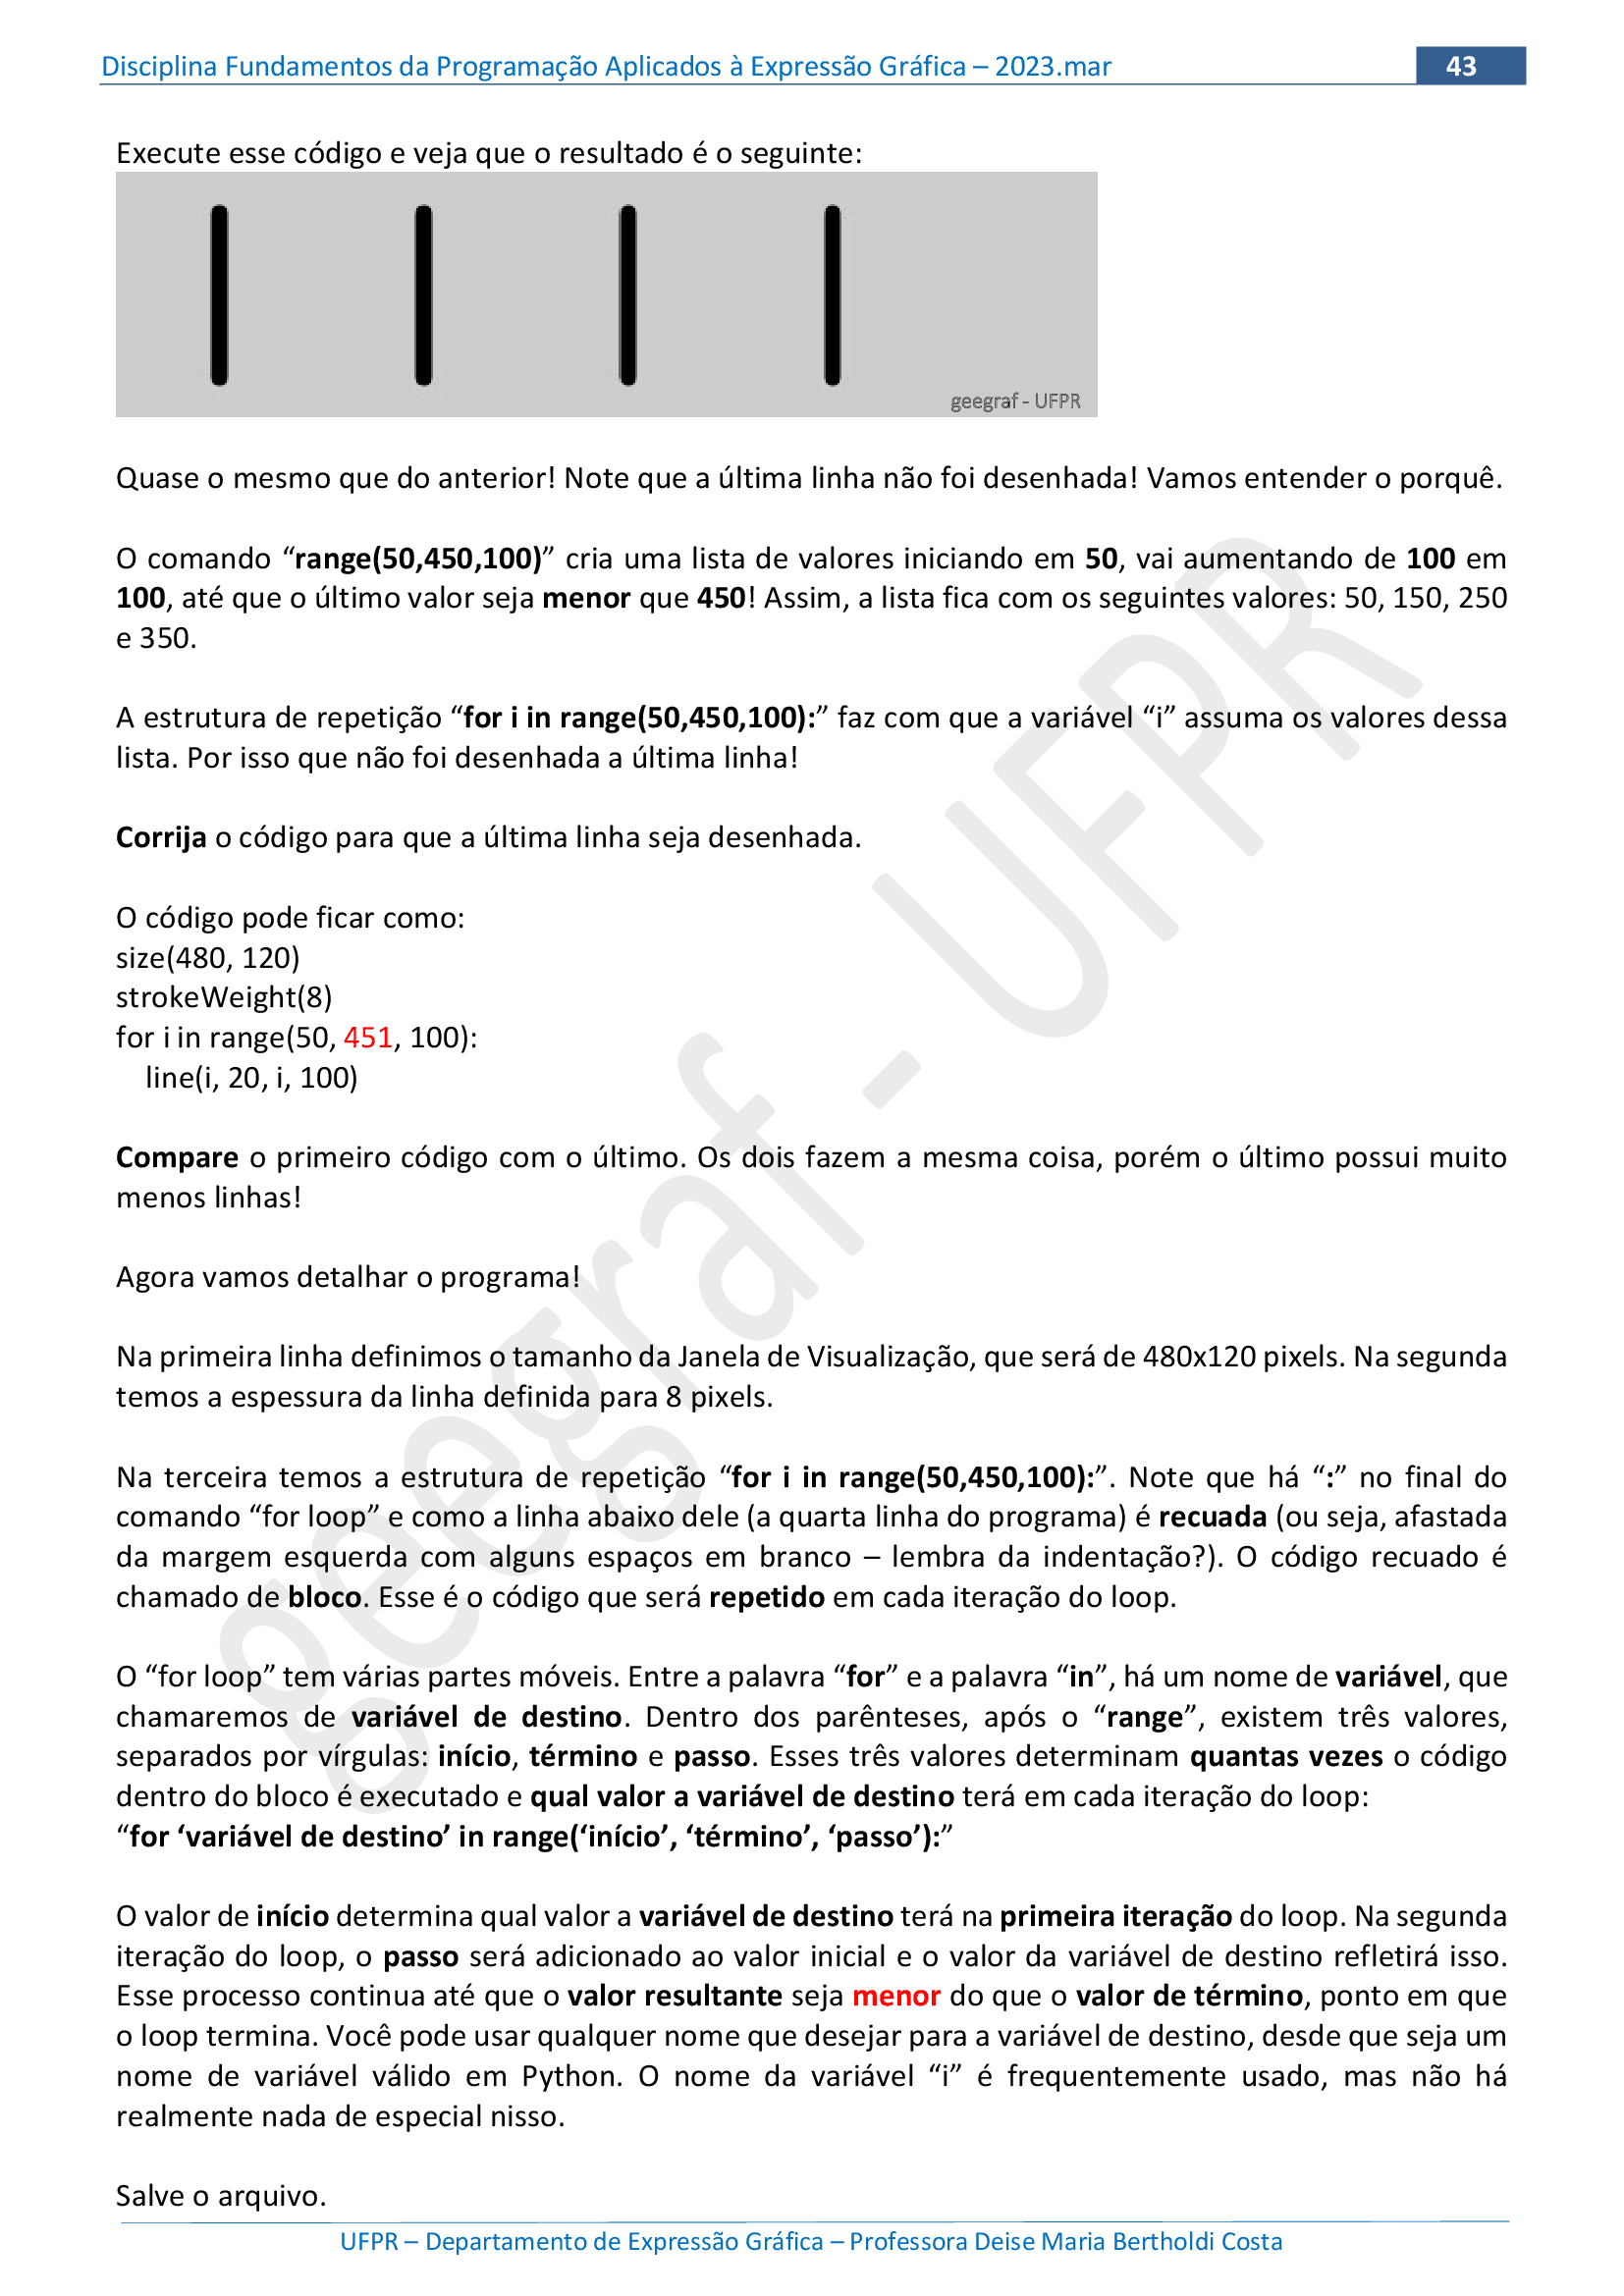 Disciplina Fundamentos da Programação Aplicados à Expressão Gráfica – 2023.mar 43
Execute esse código e veja que o resultado é o seguinte:
geegraf - UFPR
Quase o mesmo que do anterior! Note que a última linha não foi desenhada! Vamos entender o porquê.
O comando “range(50,450,100)” cria uma lista de valores iniciando em 50, vai aumentando de 100 em
100, até que o último valor seja menor que 450! Assim, a lista fica com os seguintes valores: 50, 150, 250
e 350.
A estrutura de repetição “for i in range(50,450,100):” faz com que a variável “i” assuma os valores dessa
lista. Por isso que não foi desenhada a última linha!
Corrija o código para que a última linha seja desenhada.
O código pode ficar como:
size(480, 120)
strokeWeight(8)
for i in range(50, 451, 100):
    line(i, 20, i, 100)
Compare o primeiro código com o último. Os dois fazem a mesma coisa, porém o último possui muito
menos linhas!
Agora vamos detalhar o programa!
Na primeira linha definimos o tamanho da Janela de Visualização, que será de 480x120 pixels. Na segunda
temos a espessura da linha definida para 8 pixels.
Na terceira temos a estrutura de repetição “for i in range(50,450,100):”. Note que há “:” no final do
comando “for loop” e como a linha abaixo dele (a quarta linha do programa) é recuada (ou seja, afastada
da margem esquerda com alguns espaços em branco – lembra da indentação?). O código recuado é
chamado de bloco. Esse é o código que será repetido em cada iteração do loop.
O “for loop” tem várias partes móveis. Entre a palavra “for” e a palavra “in”, há um nome de variável, que
chamaremos de variável de destino. Dentro dos parênteses, após o “range”, existem três valores,
separados por vírgulas: início, término e passo. Esses três valores determinam quantas vezes o código
dentro do bloco é executado e qual valor a variável de destino terá em cada iteração do loop:
“for ‘variável de destino’ in range(‘início’, ‘término’, ‘passo’):”
O valor de início determina qual valor a variável de destino terá na primeira iteração do loop. Na segunda
iteração do loop, o passo será adicionado ao valor inicial e o valor da variável de destino refletirá isso.
Esse processo continua até que o valor resultante seja menor do que o valor de término, ponto em que
o loop termina. Você pode usar qualquer nome que desejar para a variável de destino, desde que seja um
nome de variável válido em Python. O nome da variável “i” é frequentemente usado, mas não há
realmente nada de especial nisso.
Salve o arquivo.
UFPR – Departamento de Expressão Gráfica – Professora Deise Maria Bertholdi Costa
geegraf - UFPR